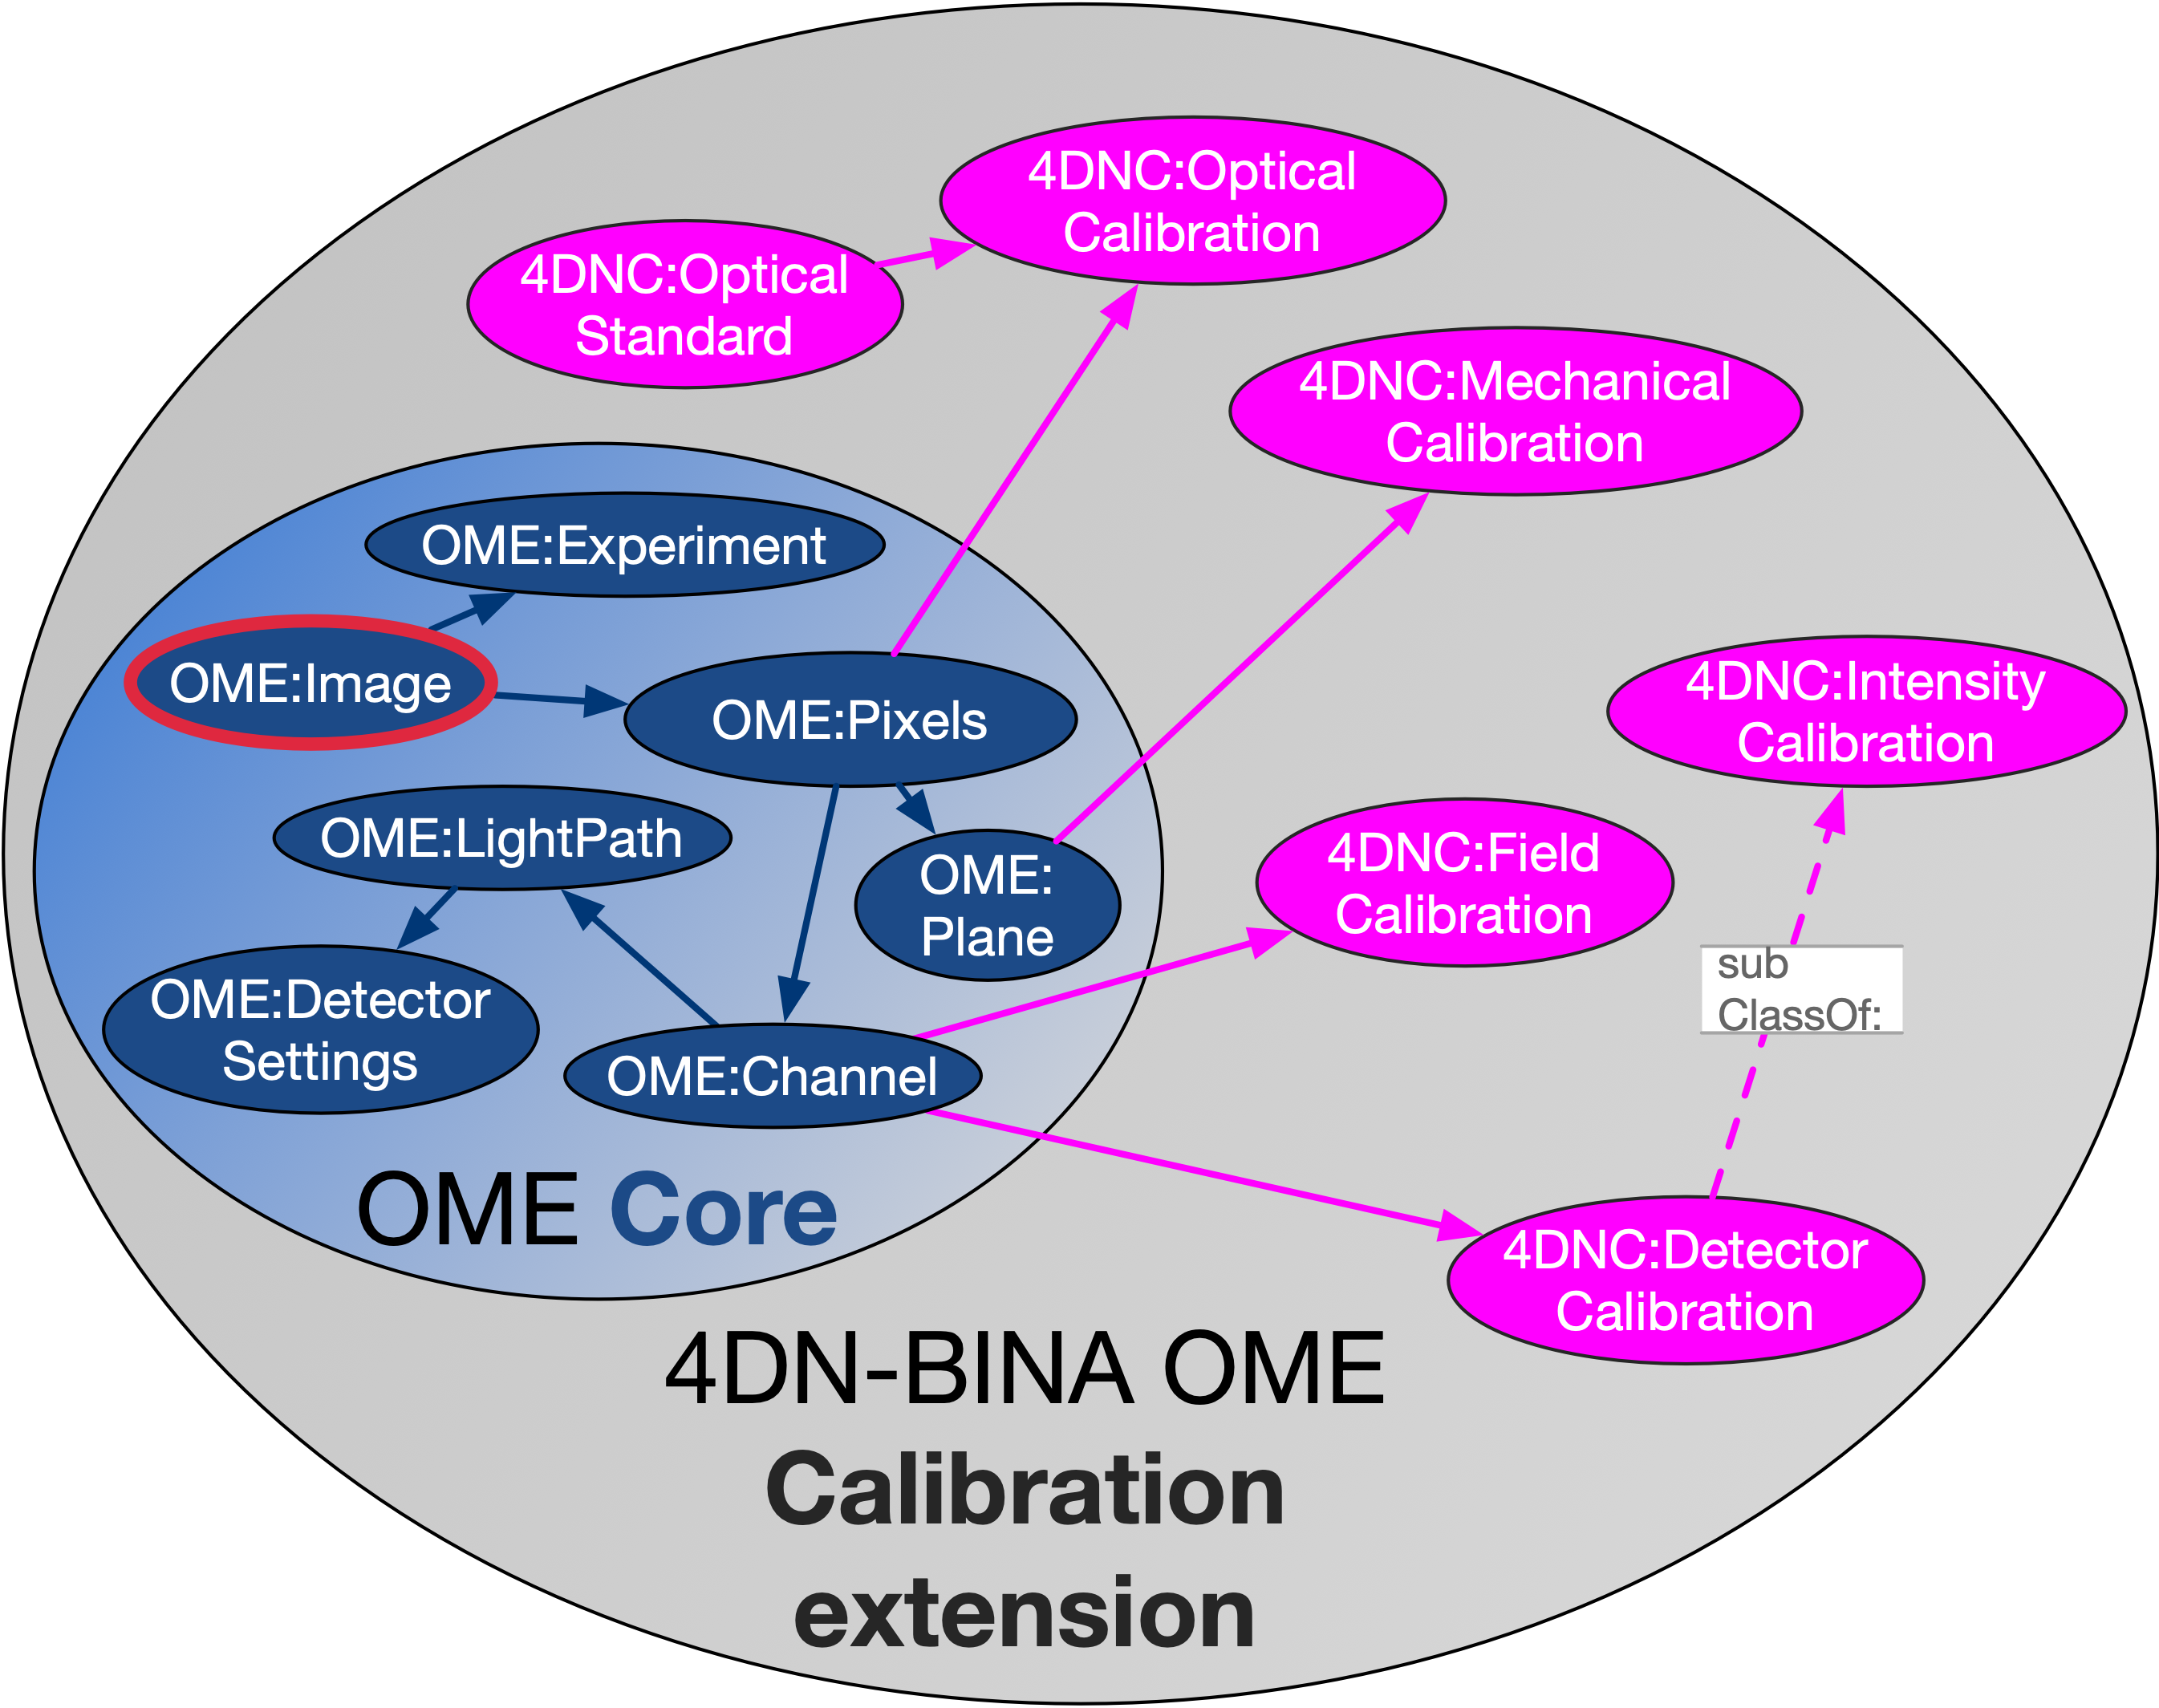 4DNC:Optical
Calibration
4DNC:Optical
Standard
4DNC:Mechanical
Calibration
OME:Experiment
OME:Image
OME:Pixels
4DNC:Intensity
Calibration
OME:LightPath
4DNC:Field
Calibration
OME:
Plane
sub
ClassOf:
OME:Detector
Settings
OME:Channel
OME Core
4DNC:Detector
Calibration
4DN-BINA OME
Calibration
extension